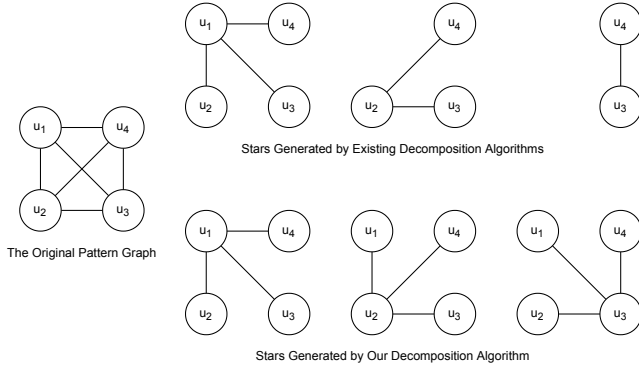 u1 u4 u4 u4
u2 u3 u2 u3 u3
Stars Generated by Existing Decomposition Algorithms
u1 u4
u2 u3
The Original Pattern Graph
u1 u4 u1 u4 u1 u4
u2 u3 u2 u3 u2 u3
Stars Generated by Our Decomposition Algorithm